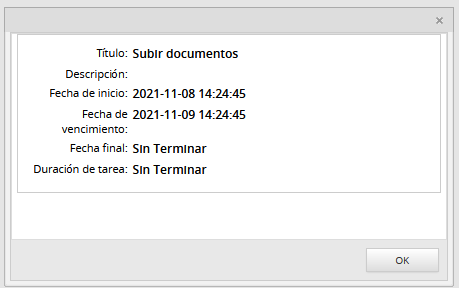 ×
Título: Subir documentos
Descripción:
Fecha de inicio: 2021-11-08 14:24:45
Fecha de vencimiento: 2021-11-09 14:24:45
Fecha final: Sin Terminar
Duración de tarea: Sin Terminar
OK